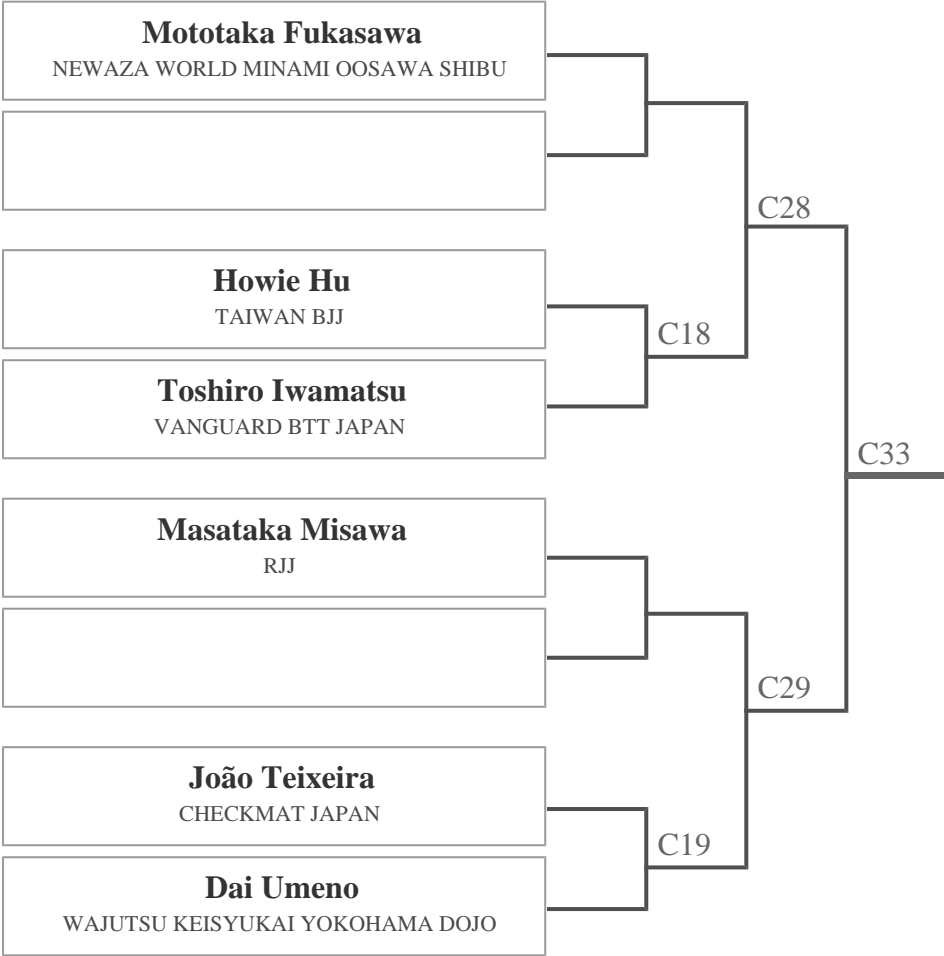 Mototaka Fukasawa
NEWAZA WORLD MINAMI OOSAWA SHIBU
C28
Howie Hu
TAIWAN BJJ
C18
Toshiro Iwamatsu
VANGUARD BTT JAPAN
C33
Masataka Misawa
RJJ
C29
João Teixeira
CHECKMAT JAPAN
C19
Dai Umeno
WAJUTSU KEISYUKAI YOKOHAMA DOJO